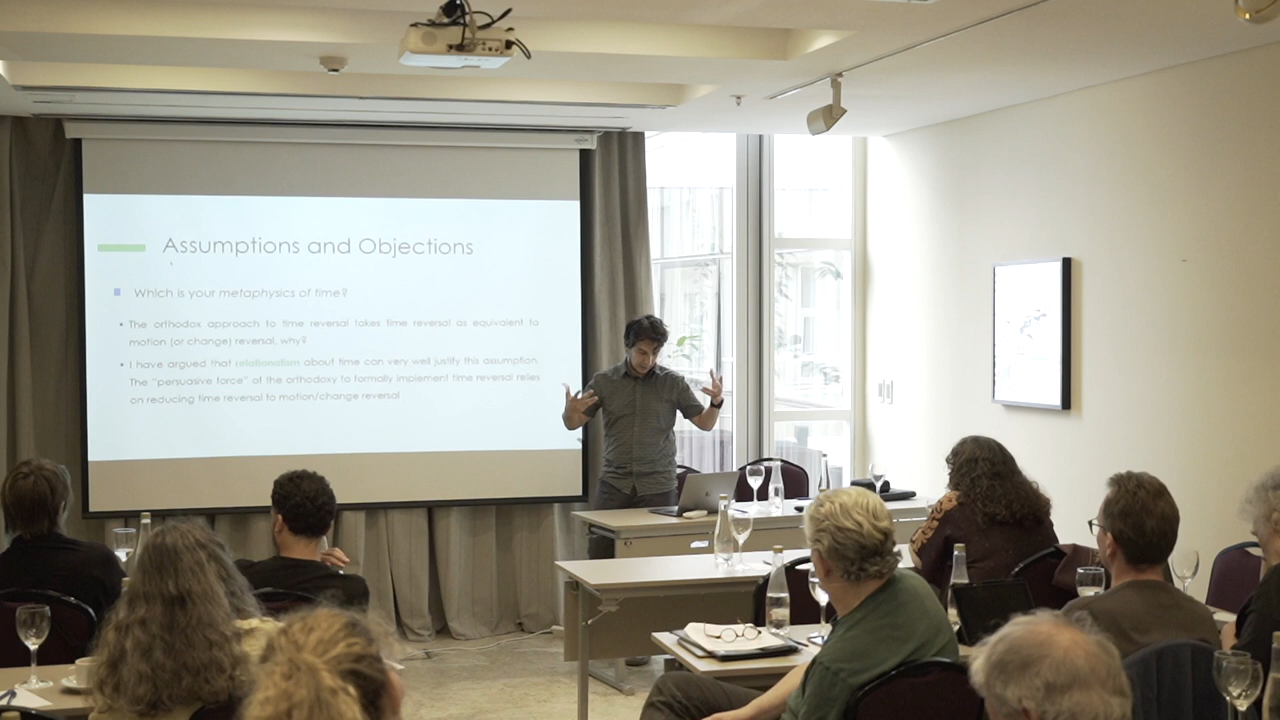 Assumptions and Objections
Which is your metaphysics of time?
The orthodox approach to time reversal takes time reversal as equivalent to
motion (or change) reversal, why?
I have argued that relationalism about time can very well justify this assumption.
The "persuasive force" of the orthodoxy to formally implement time reversal relies
on reducing time reversal to motion/change reversal